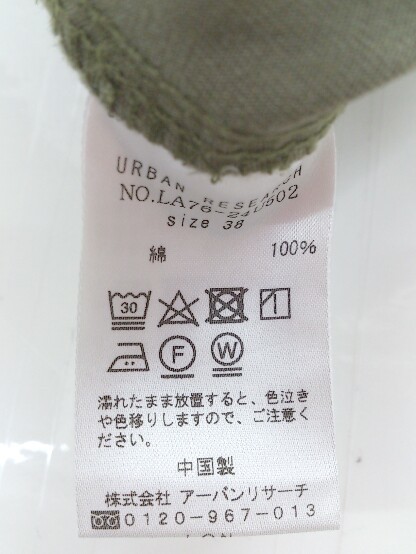 URBAN RESEARCH
NO.LA76-24U502
size 38
綿 100%
30
F W
濡れたまま放置すると、色泣き
や色移りしますので、ご注意く
ださい。
中国製
株式会社 アーバンリサーチ
0120-967-013